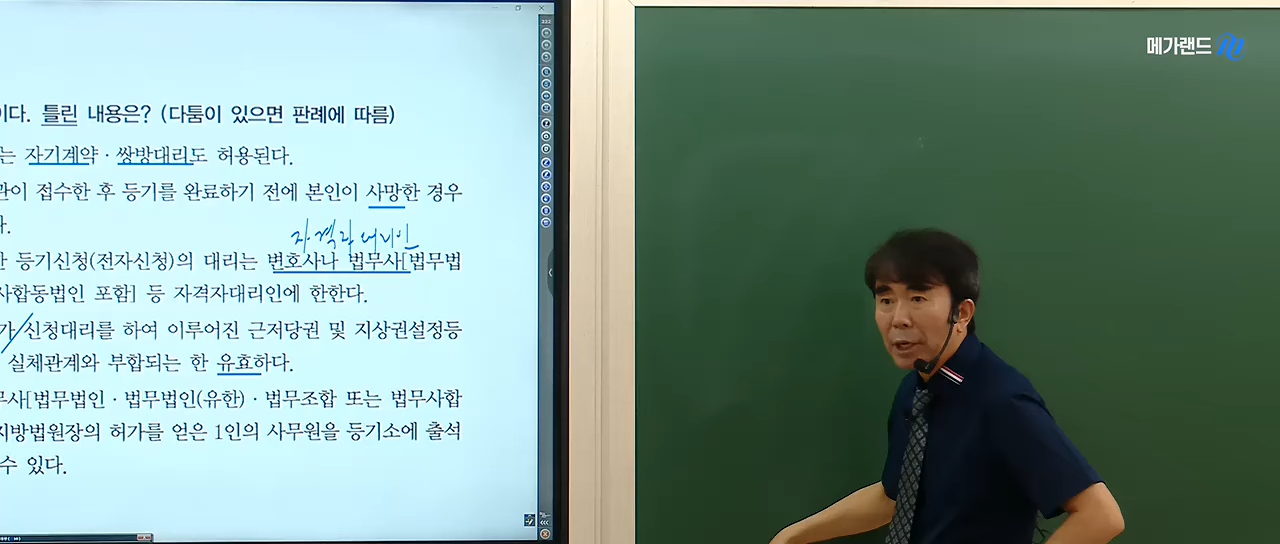 이다. 틀린 내용은? (다툼이 있으면 판례에 따름)
는 자기계약·쌍방대리도 허용된다.
관이 접수한 후 등기를 완료하기 전에 본인이 사망한 경우
다.
자격자대리인
한 등기신청(전자신청)의 대리는 변호사나 법무사[법무법
사합동법인 포함] 등 자격자대리인에 한한다.
가 신청대리를 하여 이루어진 근저당권 및 지상권설정등
실체관계와 부합되는 한 유효하다.
무사[법무법인·법무법인(유한)·법무조합 또는 법무사합
지방법원장의 허가를 얻은 1인의 사무원을 등기소에 출석
수 있다.
메가랜드